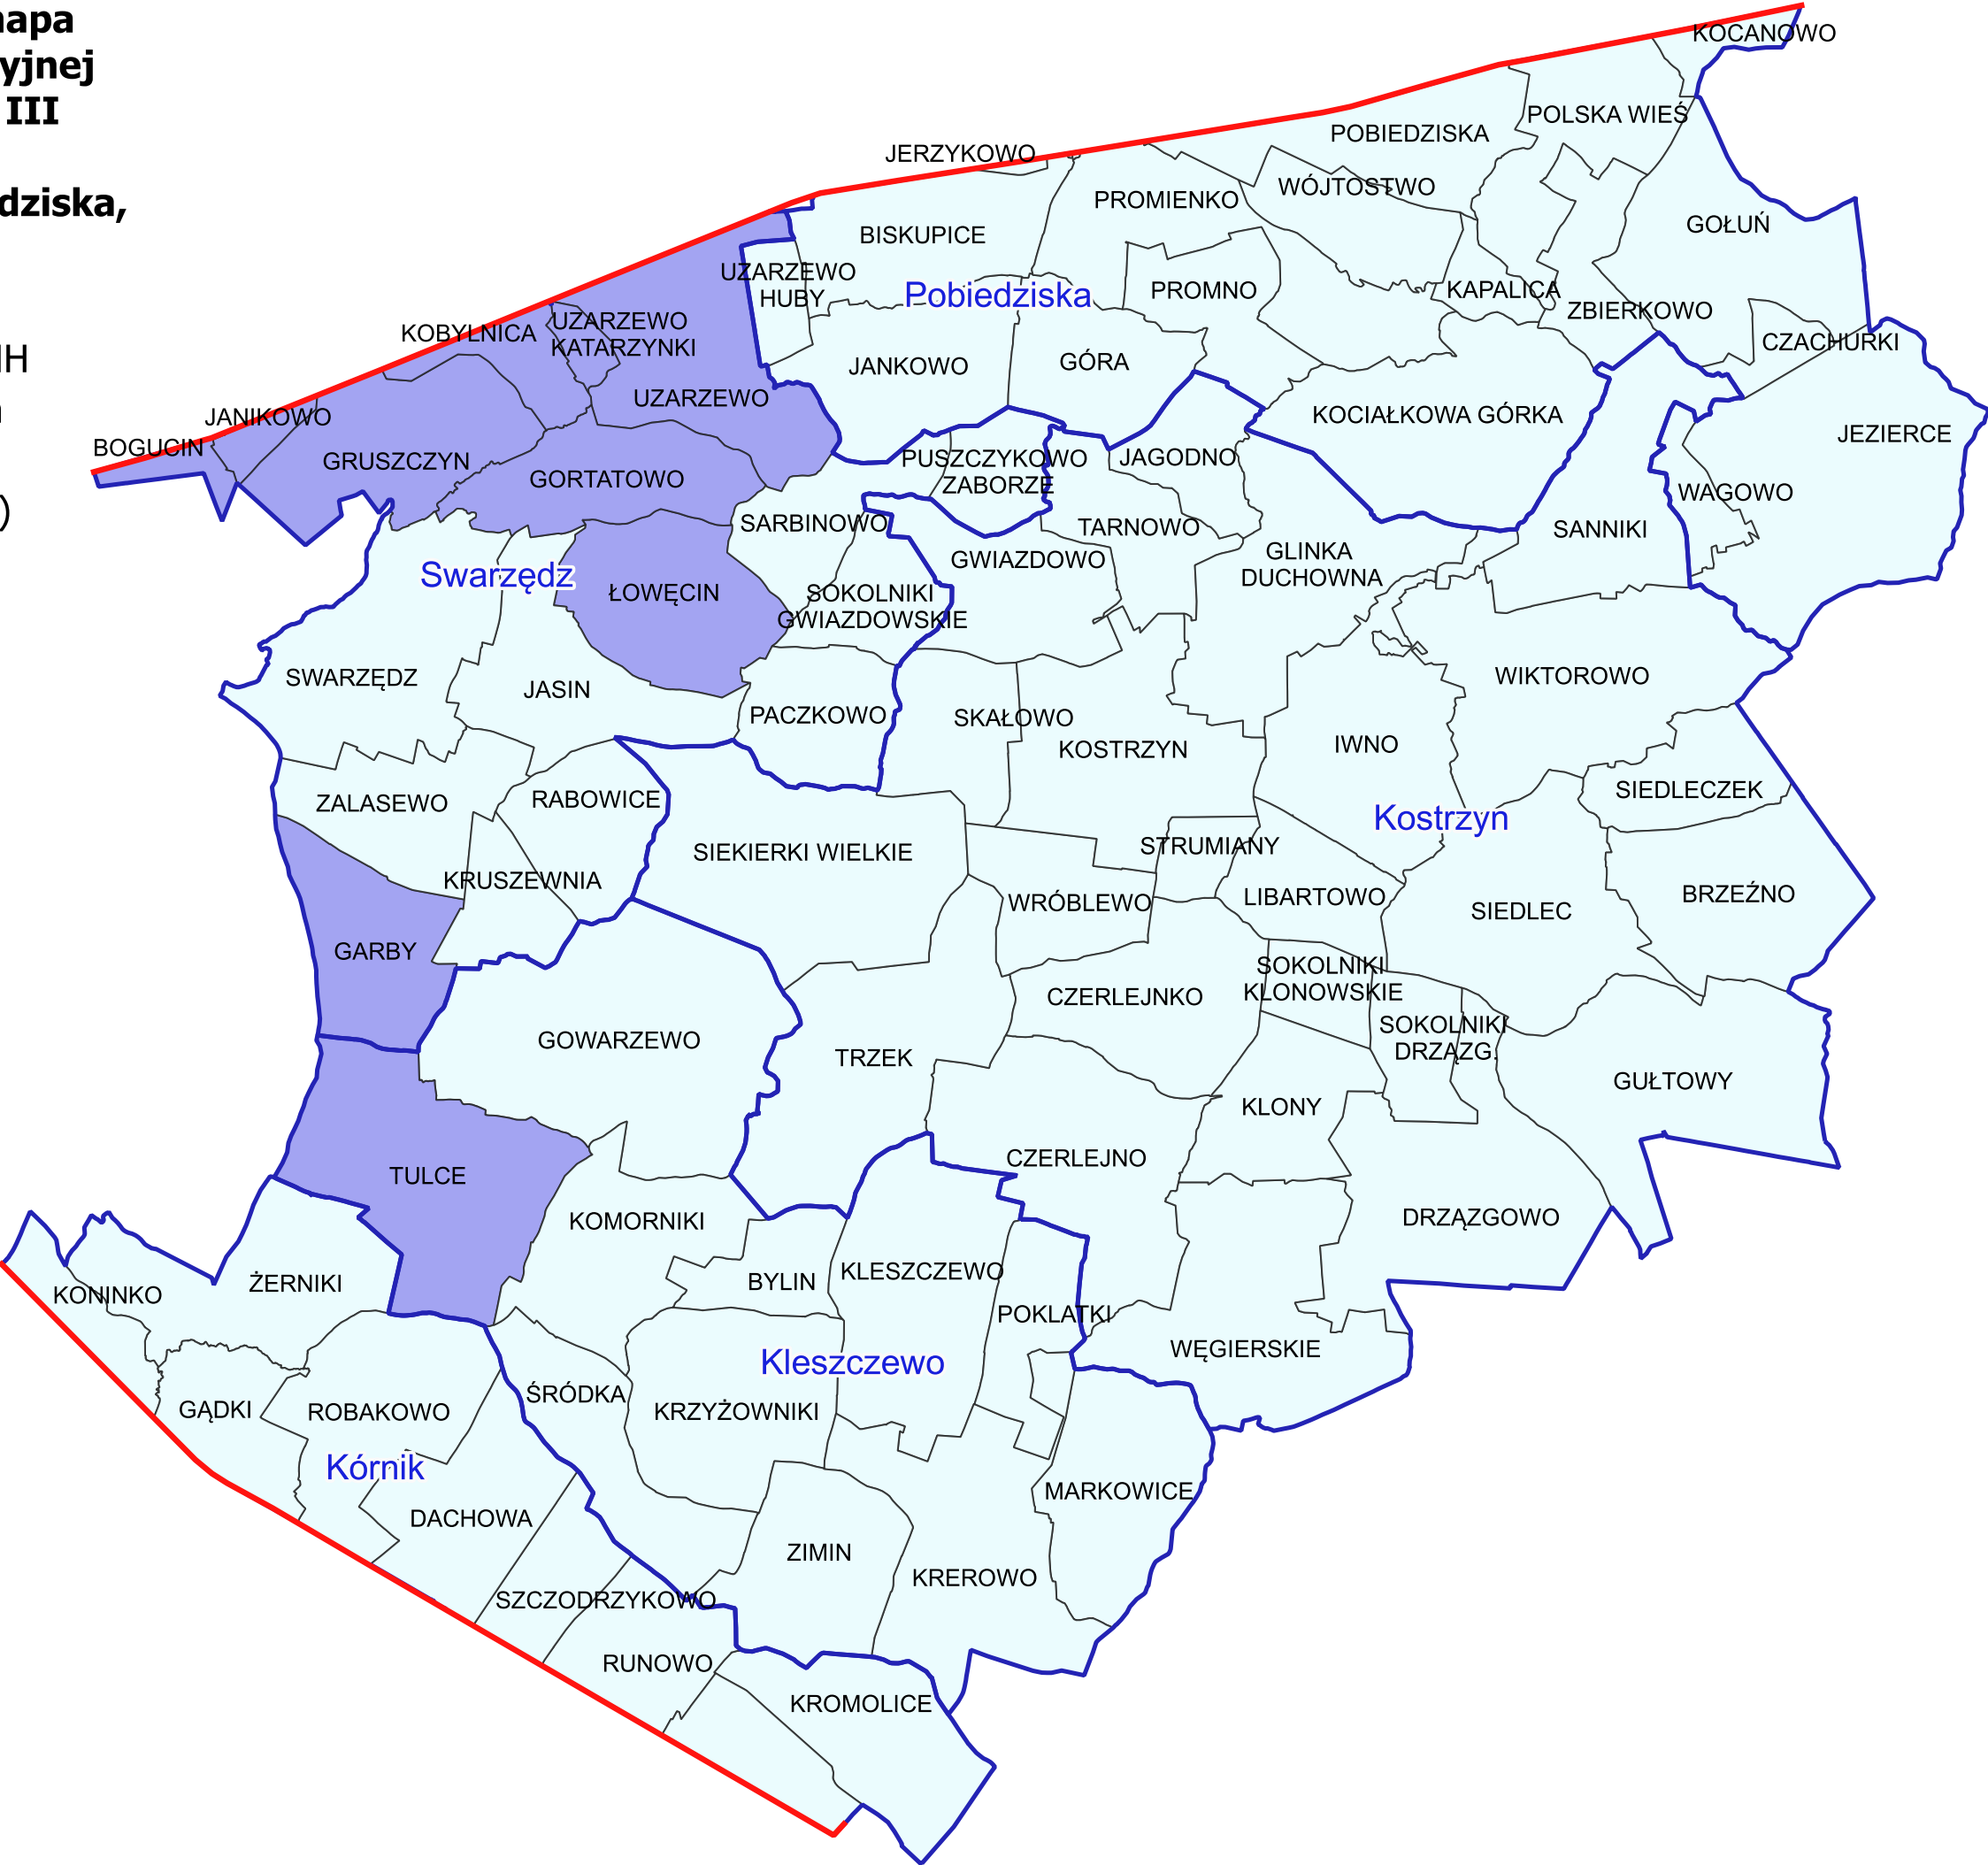 napa
yjnej
III
dziska,
IH
)
KOCANOWO
POLSKA WIEŚ
POBIEDZISKA
JERZYKOWO
WÓJTOSTWO
PROMIENKO
GOŁUŃ
BISKUPICE
UZARZEWO
HUBY
Pobiedziska
PROMNO
KAPALICA
ZBIERKOWO
UZARZEWO
KATARZYNKI
KOBYLNICA
CZACHURKI
JANKOWO
GÓRA
UZARZEWO
JANIKOWO
KOCIAŁKOWA GÓRKA
JEZIERCE
BOGUCIN
GRUSZCZYN
PUSZCZYKOWO
ZABORZE
JAGODNO
GORTATOWO
WAGOWO
SARBINOWO
TARNOWO
SANNIKI
GWIAZDOWO
GLINKA
DUCHOWNA
Swarzędz
ŁOWĘCIN
SOKOLNIKI
GWIAZDOWSKIE
SWARZĘDZ
JASIN
WIKTOROWO
PACZKOWO
SKAŁOWO
KOSTRZYN
IWNO
ZALASEWO
RABOWICE
SIEDLECZEK
Kostrzyn
SIEKIERKI WIELKIE
STRUMIANY
KRUSZEWNIA
WRÓBLEWO
LIBARTOWO
SIEDLEC
BRZEŹNO
GARBY
SOKOLNIKI
KLONOWSKIE
CZERLEJNKO
SOKOLNIKI
DRZĄZG.
GOWARZEWO
TRZEK
GUŁTOWY
KLONY
TULCE
CZERLEJNO
KOMORNIKI
DRZĄZGOWO
KONINKO
ŻERNIKI
BYLIN
KLESZCZEWO
POKLATKI
WĘGIERSKIE
Kleszczewo
GĄDKI
ROBAKOWO
ŚRÓDKA
KRZYŻOWNIKI
Kórnik
MARKOWICE
DACHOWA
ZIMIN
KREROWO
SZCZODRZYKOWO
RUNOWO
KROMOLICE